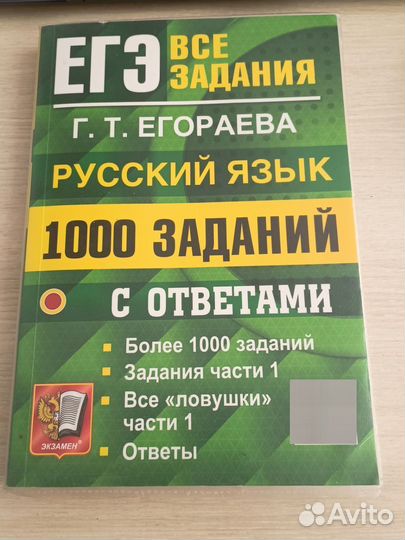 ЕГЭ ВСЕ ЗАДАНИЯ
Г. Т. ЕГОРАЕВА
РУССКИЙ ЯЗЫК
1000 ЗАДАНИЙ
С ОТВЕТАМИ
Более 1000 заданий
Задания части 1
Все «ловушки»
части 1
Ответы
ЭКЗАМЕН®
Avito